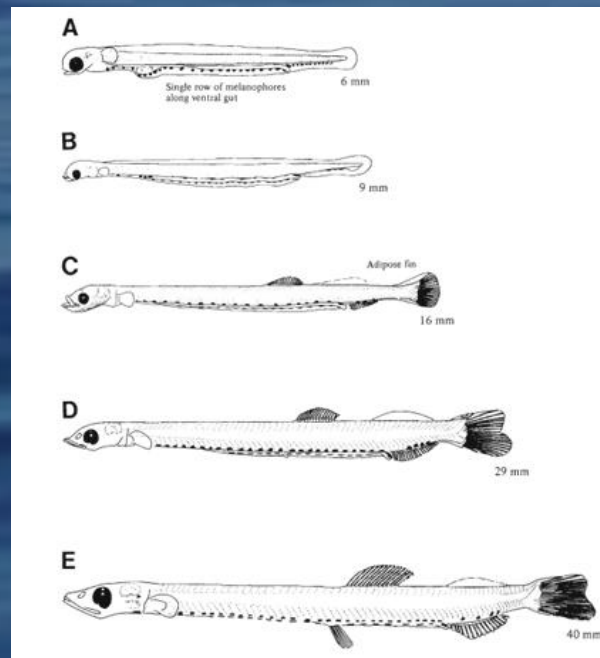 A
6 mm
Single row of melanophores
along ventral gut
B
9 mm
C
Adipose fin
16 mm
D
29 mm
E
40 mm